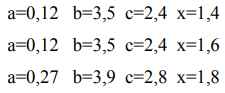 a=0,12 b=3,5 c=2,4 x=1,4
a=0,12 b=3,5 c=2,4 x=1,6
a=0,27 b=3,9 c=2,8 x=1,8